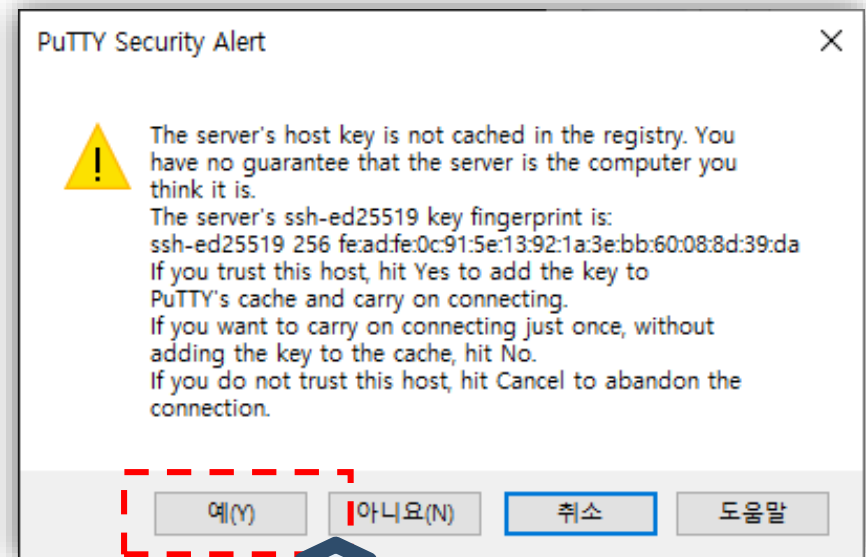 PuTTY Security Alert
The server's host key is not cached in the registry. You
have no guarantee that the server is the computer you
think it is.
The server's ssh-ed25519 key fingerprint is:
ssh-ed25519 256 fe:ad:fe:0c:91:5e:13:92:1a:3e:bb:60:08:8d:39:da
If you trust this host, hit Yes to add the key to
PuTTY's cache and carry on connecting.
If you want to carry on connecting just once, without
adding the key to the cache, hit No.
If you do not trust this host, hit Cancel to abandon the
connection.
예(Y) 아니요(N) 취소 도움말